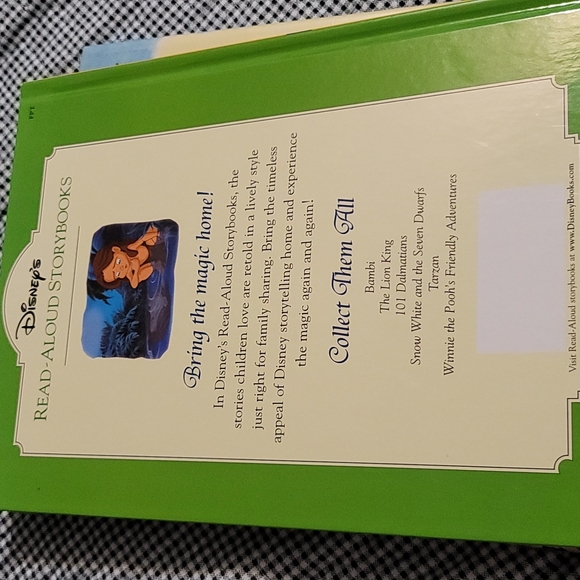 Disney's
READ-ALOUD STORYBOOKS
Bring the magic home!
In Disney's Read-Aloud Storybooks, the
stories children love are retold in a lively style
just right for family sharing. Bring the timeless
appeal of Disney storytelling home and experience
the magic again and again!
Collect Them All
Bambi
The Lion King
101 Dalmatians
Snow White and the Seven Dwarfs
Tarzan
Winnie the Pooh's Friendly Adventures
Visit Read-Aloud storybooks at www.DisneyBooks.com